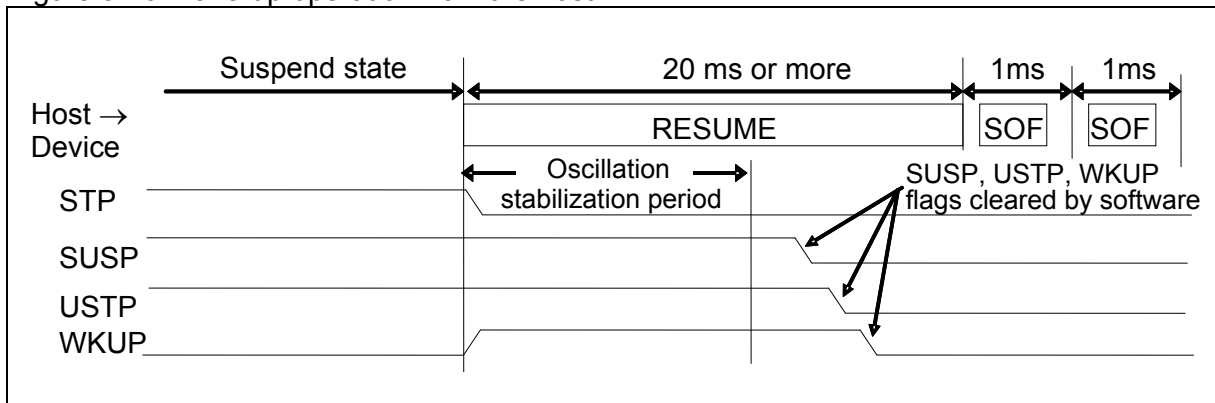 Suspend state
20 ms or more
1ms
1ms
Host →
Device
RESUME
SOF
SOF
Oscillation
stabilization period
SUSP, USTP, WKUP
flags cleared by software
STP
SUSP
USTP
WKUP